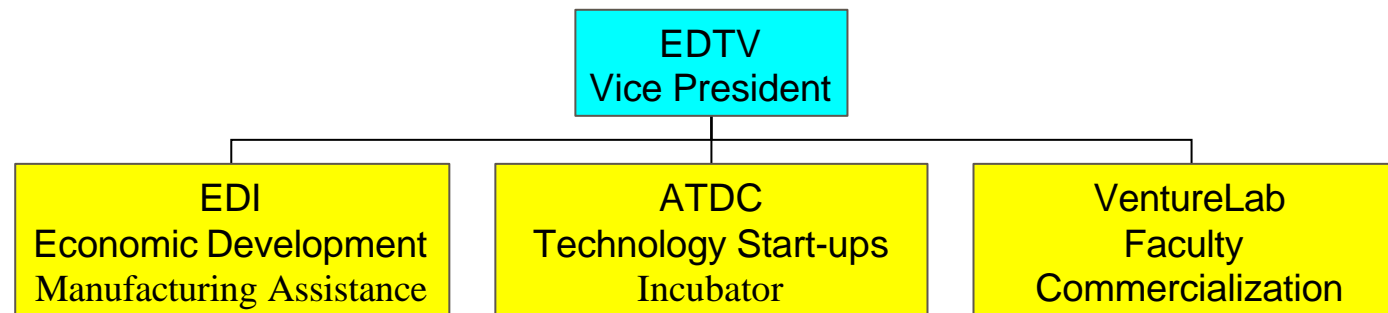 EDTV
Vice President
EDI
Economic Development
Manufacturing Assistance
ATDC
Technology Start-ups
Incubator
VentureLab
Faculty
Commercialization